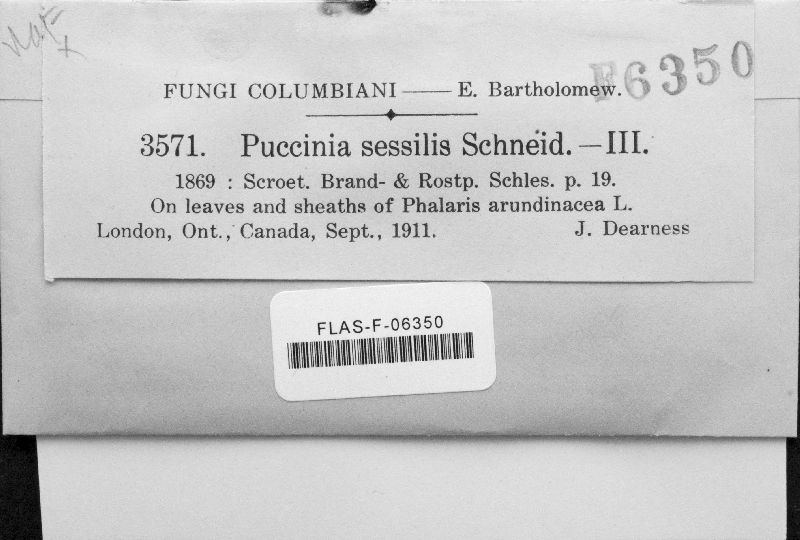 F6350
FUNGI COLUMBIANI — E. Bartholomew.
3571. Puccinia sessilis Schneid. —III.
1869 : Scroet. Brand- & Rostp. Schles. p. 19.
On leaves and sheaths of Phalaris arundinacea L.
London, Ont., Canada, Sept., 1911. J. Dearness
FLAS-F-06350